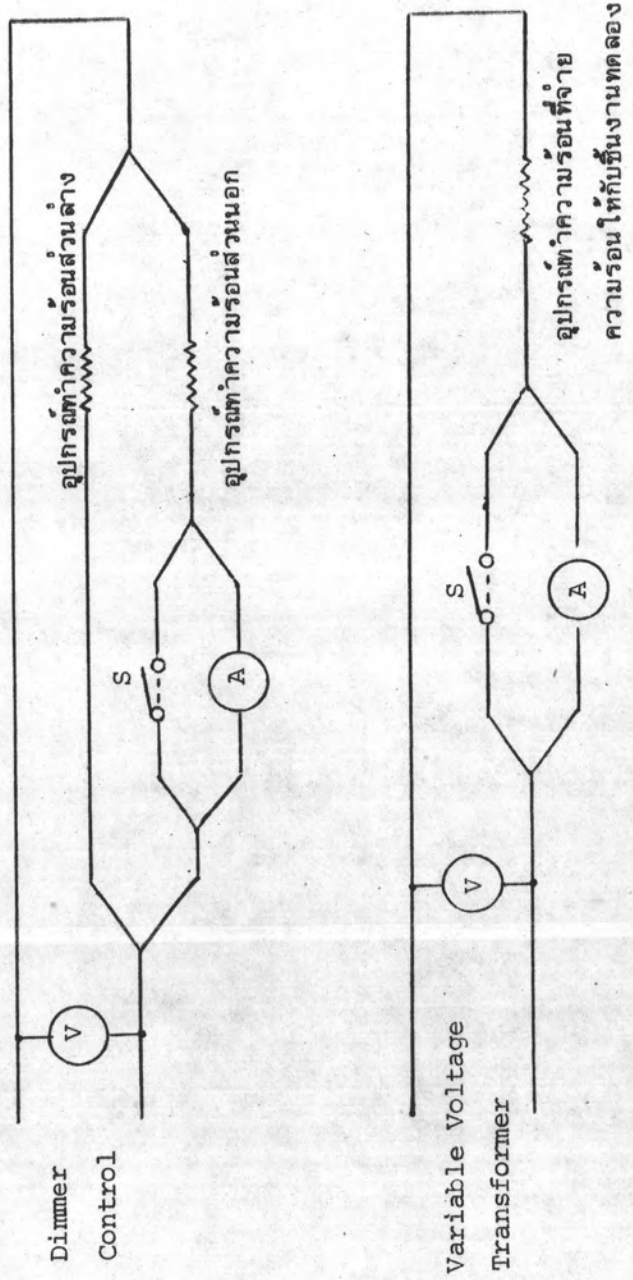 Dimmer
Control
V
S
A
อุปกรณ์ทำความร้อนส่วนล่าง
อุปกรณ์ทำความร้อนส่วนนอก
Variable Voltage
Transformer
V
S
A
อุปกรณ์ทำความร้อนที่จ่าย
ความร้อนให้กับชิ้นงานทดลอง